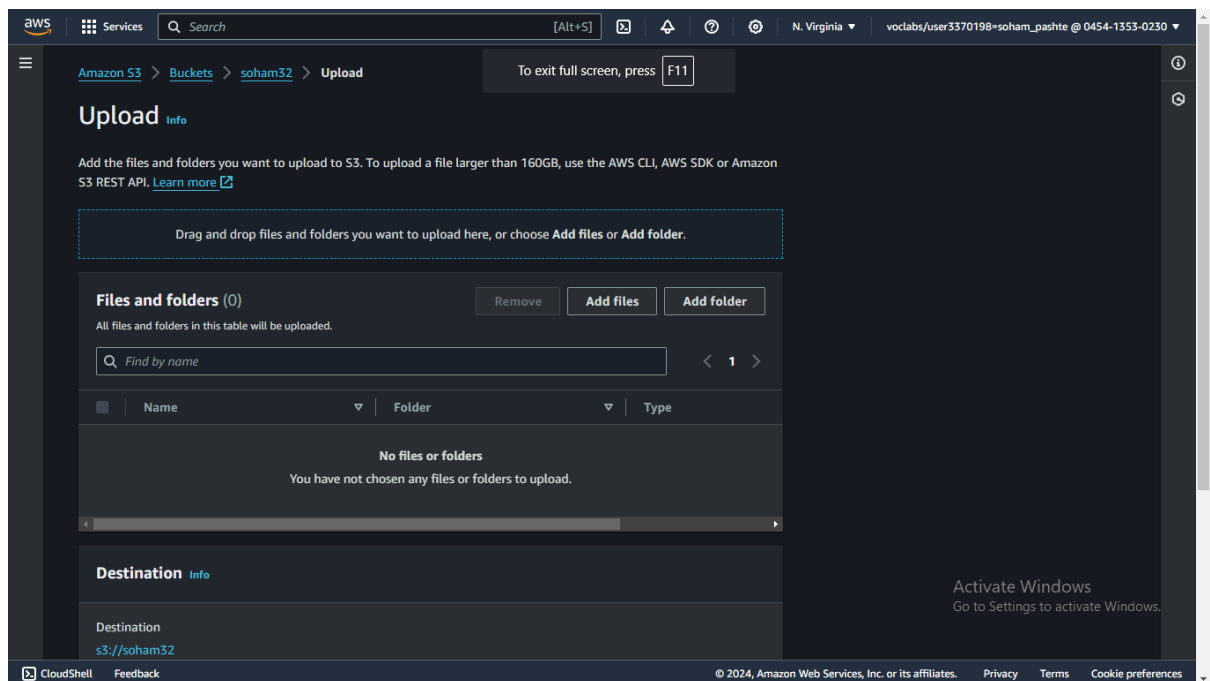 aws Services Search [Alt+S] N. Virginia ▼ voclabs/user3370198=soham_pashte @ 0454-1353-0230 ▼
Amazon S3 > Buckets > soham32 > Upload
To exit full screen, press F11
Upload Info
Add the files and folders you want to upload to S3. To upload a file larger than 160GB, use the AWS CLI, AWS SDK or Amazon
S3 REST API. Learn more
Drag and drop files and folders you want to upload here, or choose Add files or Add folder.
Files and folders (0) Remove Add files Add folder
All files and folders in this table will be uploaded.
Find by name < 1 >
Name Folder Type
No files or folders
You have not chosen any files or folders to upload.
Destination Info
Destination
s3://soham32
Activate Windows
Go to Settings to activate Windows.
CloudShell Feedback © 2024, Amazon Web Services, Inc. or its affiliates. Privacy Terms Cookie preferences